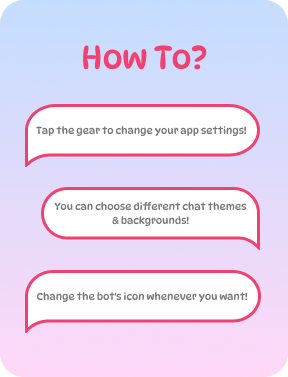 How To?
Tap the gear to change your app settings!
You can choose different chat themes
& backgrounds!
Change the bot's icon whenever you want!